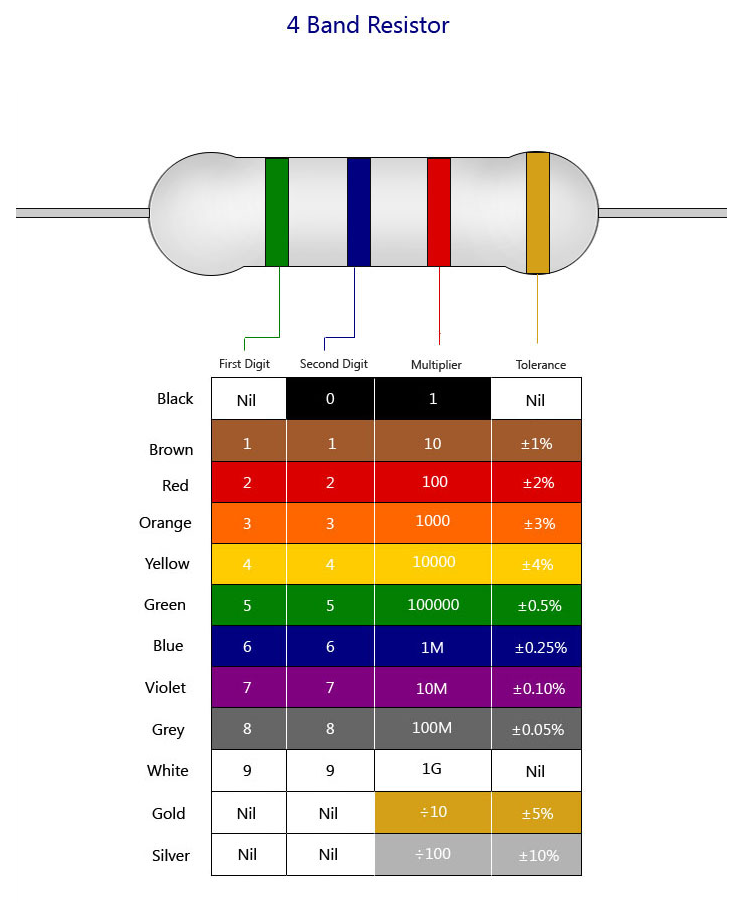 4 Band Resistor
First Digit Second Digit Multiplier Tolerance
Black Nil 0 1 Nil
Brown 1 1 10 ±1%
Red 2 2 100 ±2%
Orange 3 3 1000 ±3%
Yellow 4 4 10000 ±4%
Green 5 5 100000 ±0.5%
Blue 6 6 1M ±0.25%
Violet 7 7 10M ±0.10%
Grey 8 8 100M ±0.05%
White 9 9 1G Nil
Gold Nil Nil ÷10 ±5%
Silver Nil Nil ÷100 ±10%